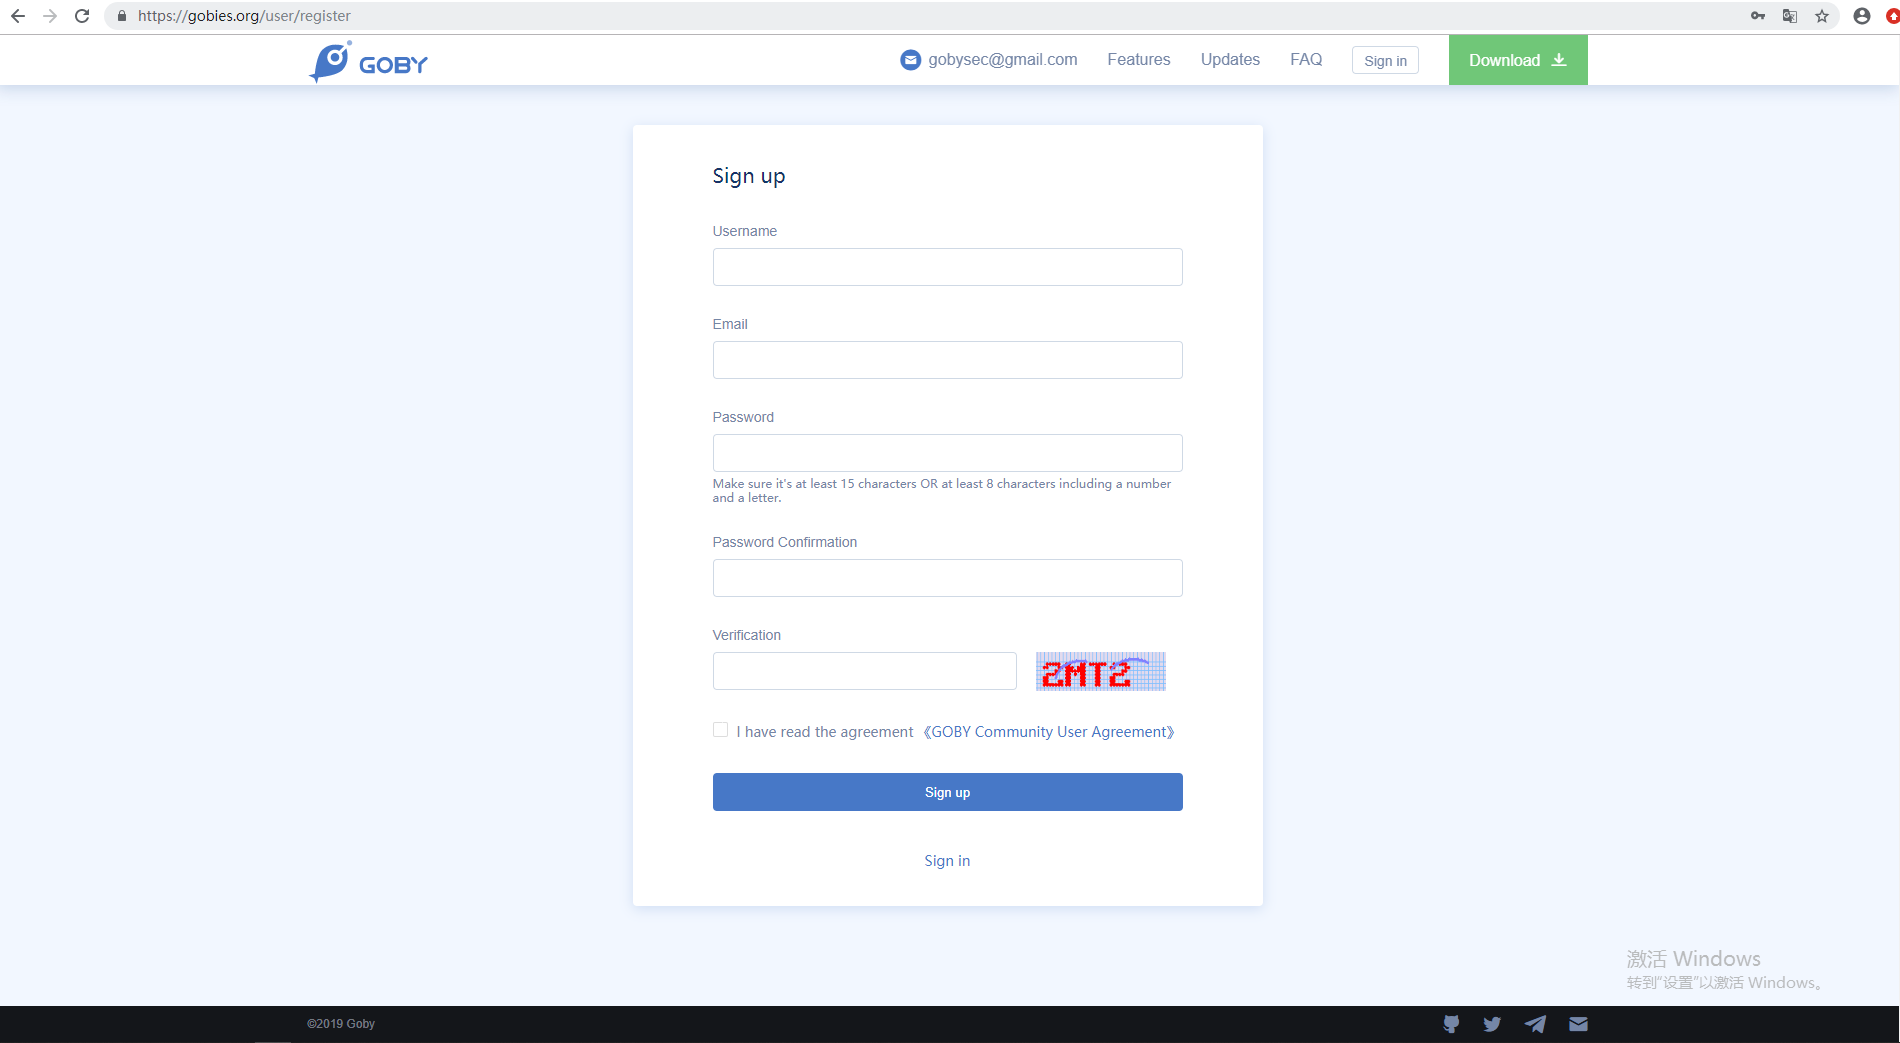 https://gobies.org/user/register
GOBY
gobysec@gmail.com
Features
Updates
FAQ
Sign in
Download
Sign up
Username
Email
Password
Make sure it's at least 15 characters OR at least 8 characters including a number
and a letter.
Password Confirmation
Verification
2MT2
I have read the agreement 《GOBY Community User Agreement》
Sign up
Sign in
激活 Windows
转到“设置”以激活 Windows。
©2019 Goby